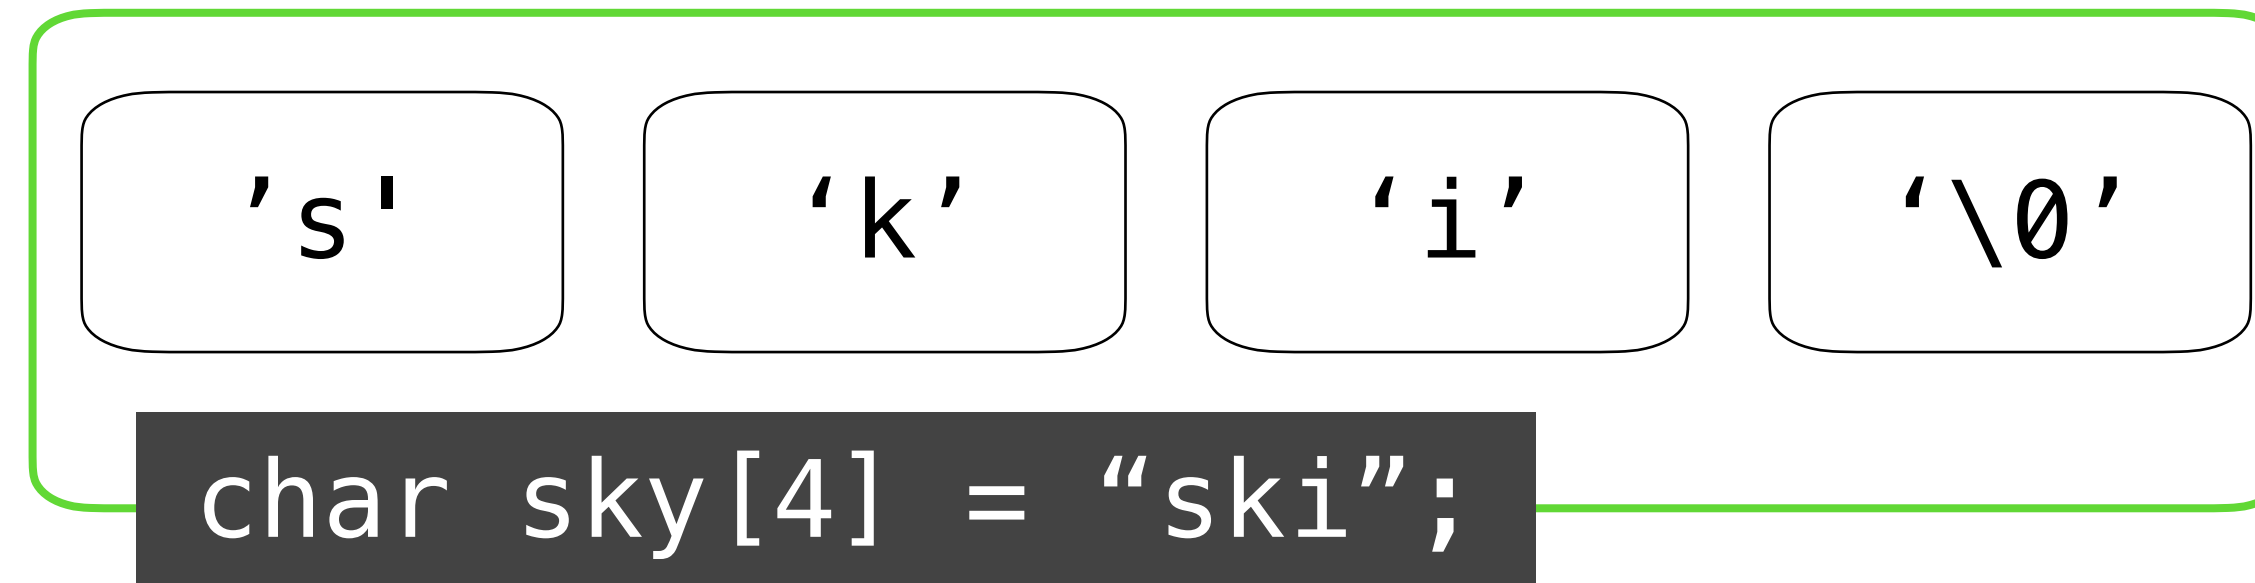 ’s' ‘k’ ‘i’ ‘\0’
char sky[4] = “ski”;